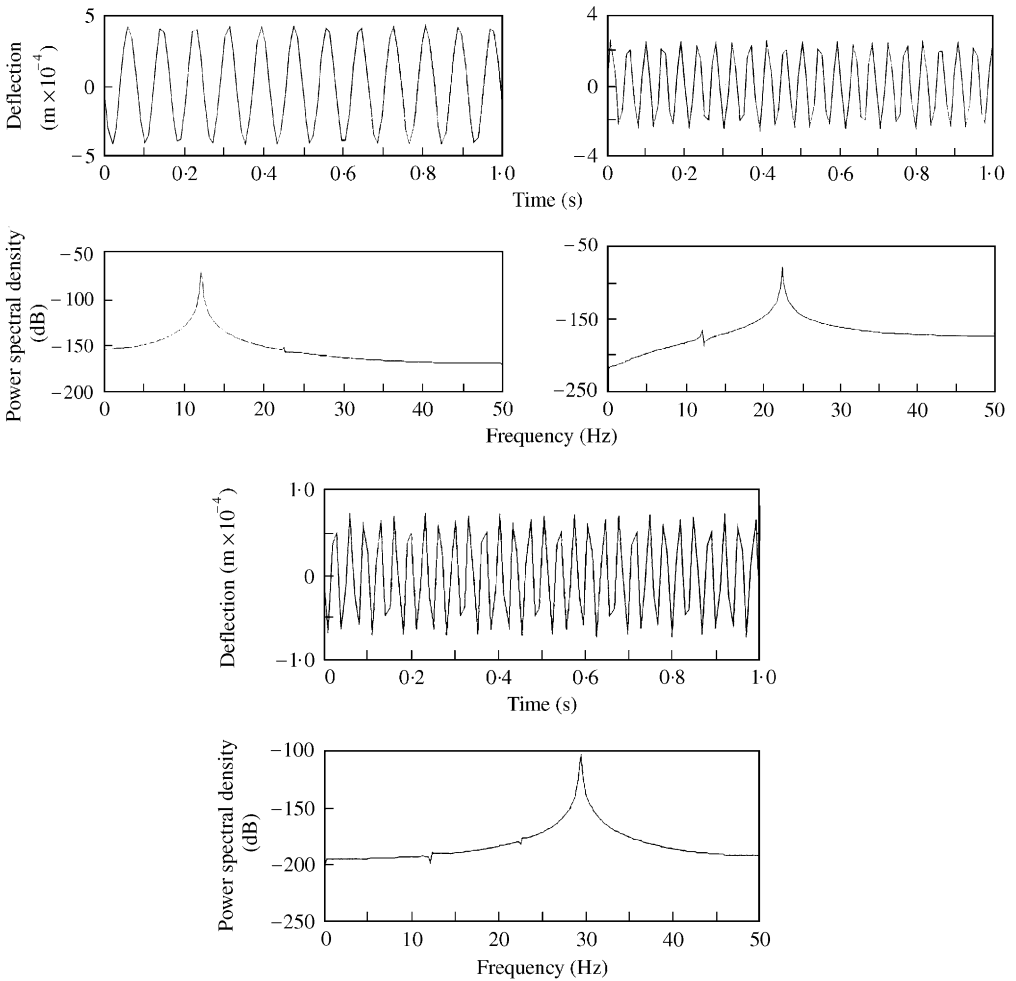 Deflection
(m × 10⁻⁴)
5
0
−5
0 0·2 0·4 0·6 0·8 1·0
4
0
−4
0 0·2 0·4 0·6 0·8 1·0
Time (s)
Power spectral density
(dB)
−50
−100
−150
−200
0 10 20 30 40 50
−50
−150
−250
0 10 20 30 40 50
Frequency (Hz)
Deflection (m × 10⁻⁴)
1·0
0
−1·0
0 0·2 0·4 0·6 0·8 1·0
Time (s)
Power spectral density
(dB)
−100
−150
−200
−250
0 10 20 30 40 50
Frequency (Hz)